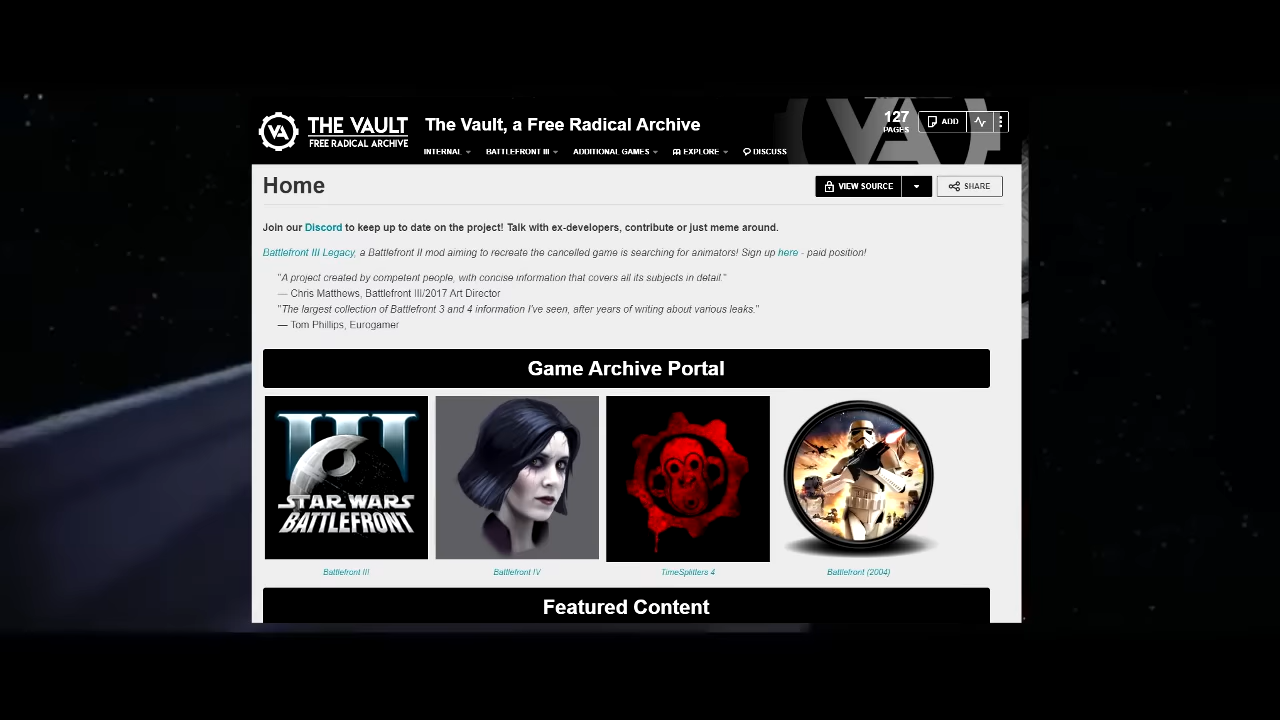 THE VAULT
FREE RADICAL ARCHIVE
VA
The Vault, a Free Radical Archive
127
PAGES
ADD
INTERNAL
BATTLEFRONT III
ADDITIONAL GAMES
EXPLORE
DISCUSS
Home
VIEW SOURCE
SHARE
Join our Discord to keep up to date on the project! Talk with ex-developers, contribute or just meme around.
Battlefront III Legacy, a Battlefront II mod aiming to recreate the cancelled game is searching for animators! Sign up here - paid position!
"A project created by competent people, with concise information that covers all its subjects in detail."
— Chris Matthews, Battlefront III/2017 Art Director
"The largest collection of Battlefront 3 and 4 information I've seen, after years of writing about various leaks."
— Tom Phillips, Eurogamer
Game Archive Portal
III
STAR WARS
BATTLEFRONT
Battlefront III
Battlefront IV
TimeSplitters 4
Battlefront (2004)
Featured Content